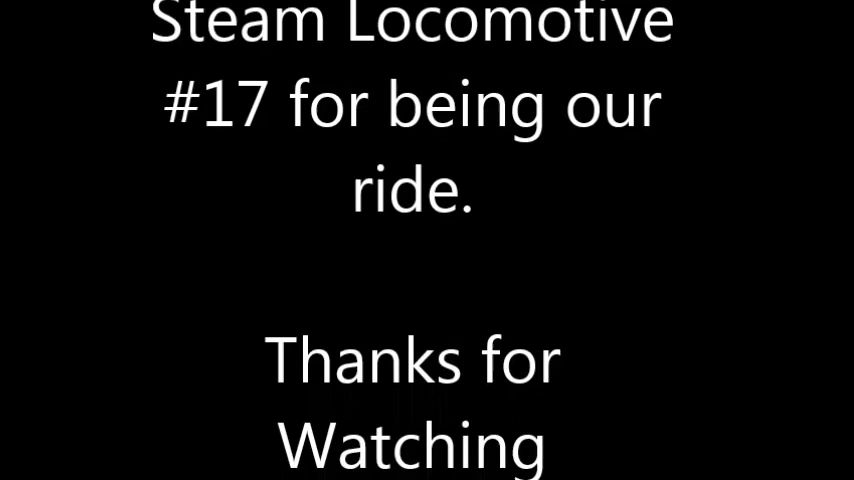 Steam Locomotive
#17 for being our
ride.
Thanks for
Watching